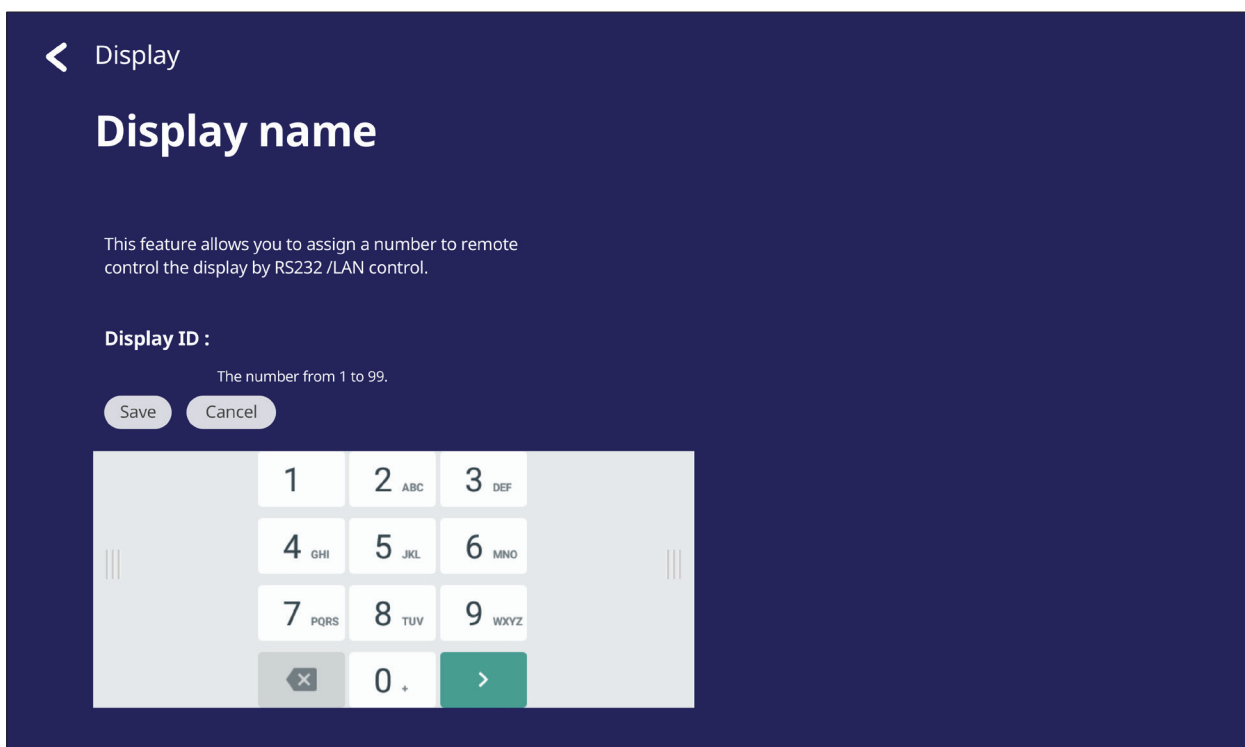 Display
Display name
This feature allows you to assign a number to remote
control the display by RS232 /LAN control.
Display ID :
The number from 1 to 99.
Save Cancel
1 2 ABC 3 DEF
4 GHI 5 JKL 6 MNO
7 PQRS 8 TUV 9 WXYZ
0 +